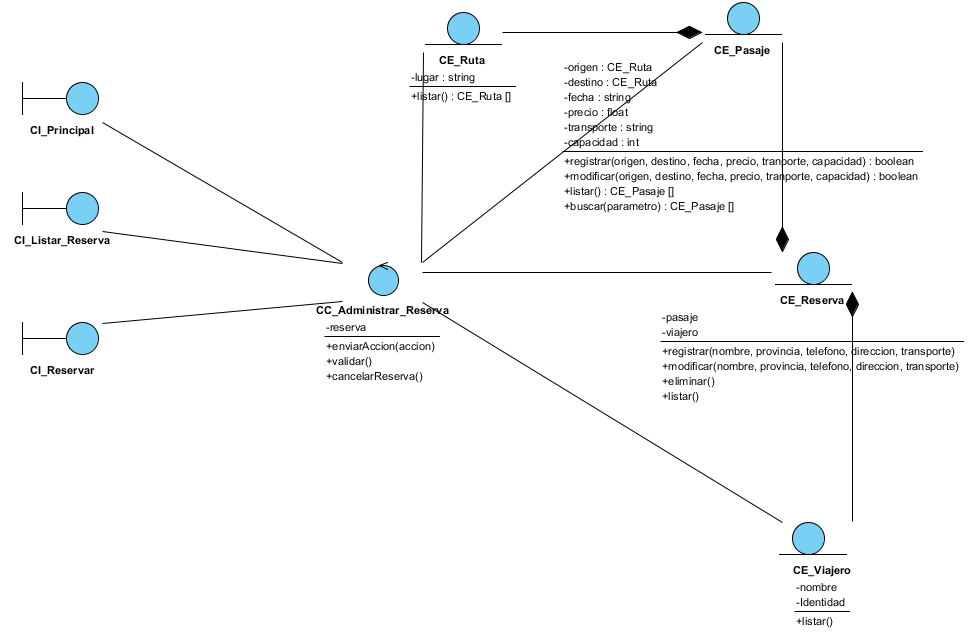 CE_Ruta
-lugar : string
+listar() : CE_Ruta []
CE_Pasaje
-origen : CE_Ruta
-destino : CE_Ruta
-fecha : string
-precio : float
-transporte : string
-capacidad : int
+registrar(origen, destino, fecha, precio, tranporte, capacidad) : boolean
+modificar(origen, destino, fecha, precio, transporte, capacidad) : boolean
+listar() : CE_Pasaje []
+buscar(parametro) : CE_Pasaje []
CI_Principal
CI_Listar_Reserva
CI_Reservar
CC_Administrar_Reserva
-reserva
+enviarAccion(accion)
+validar()
+cancelarReserva()
CE_Reserva
-pasaje
-viajero
+registrar(nombre, provincia, telefono, direccion, transporte)
+modificar(nombre, provincia, telefono, direccion, transporte)
+eliminar()
+listar()
CE_Viajero
-nombre
-Identidad
+listar()